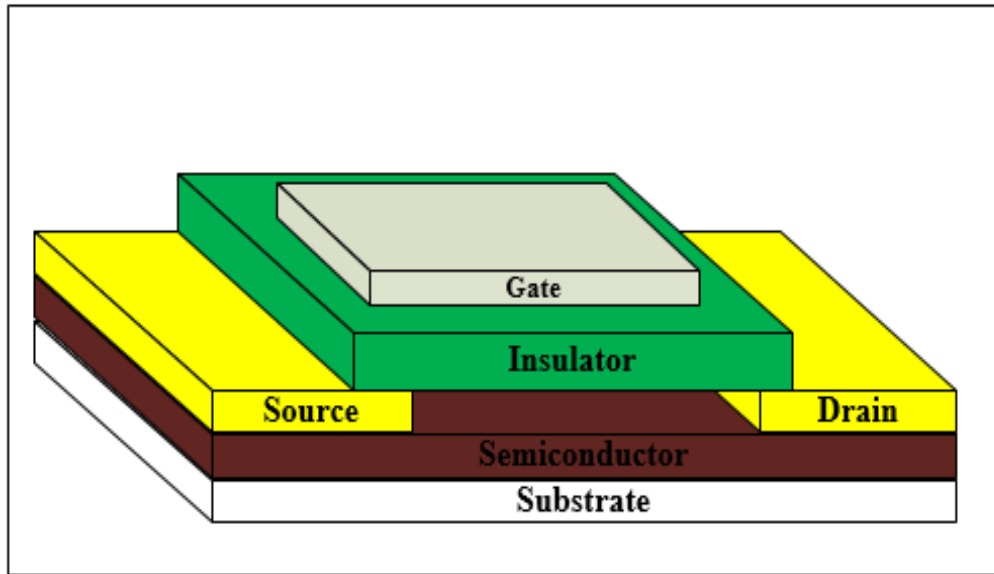 Gate
Insulator
Source
Drain
Semiconductor
Substrate